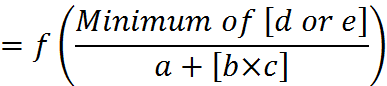 = f ( Minimum of [d or e]
a + [b×c] )